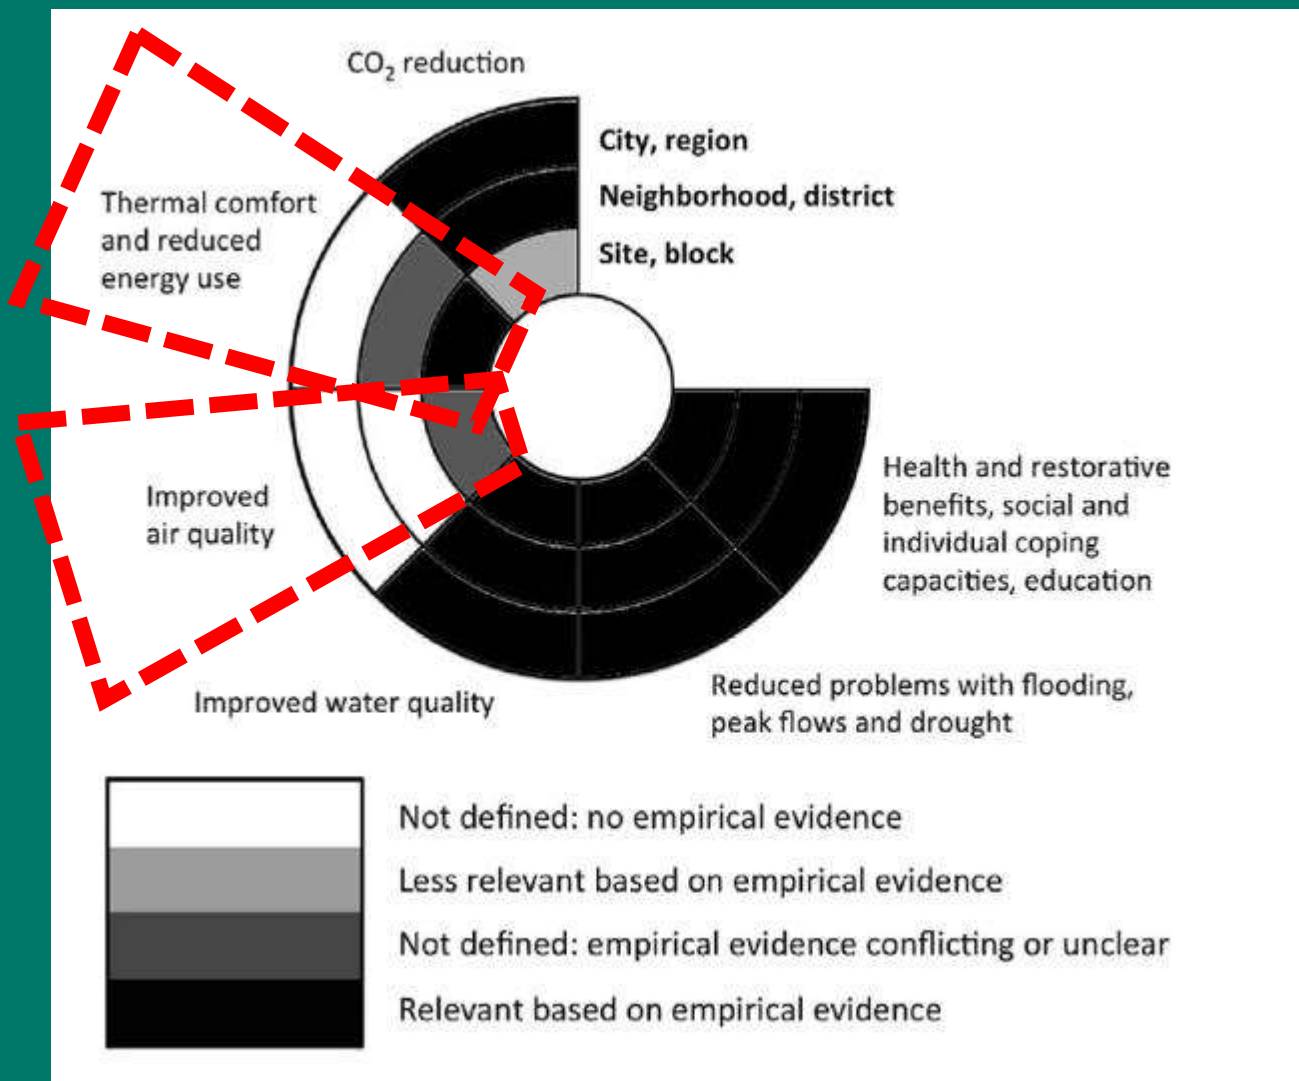 CO₂ reduction
City, region
Neighborhood, district
Site, block
Thermal comfort
and reduced
energy use
Improved
air quality
Health and restorative
benefits, social and
individual coping
capacities, education
Improved water quality
Reduced problems with flooding,
peak flows and drought
Not defined: no empirical evidence
Less relevant based on empirical evidence
Not defined: empirical evidence conflicting or unclear
Relevant based on empirical evidence